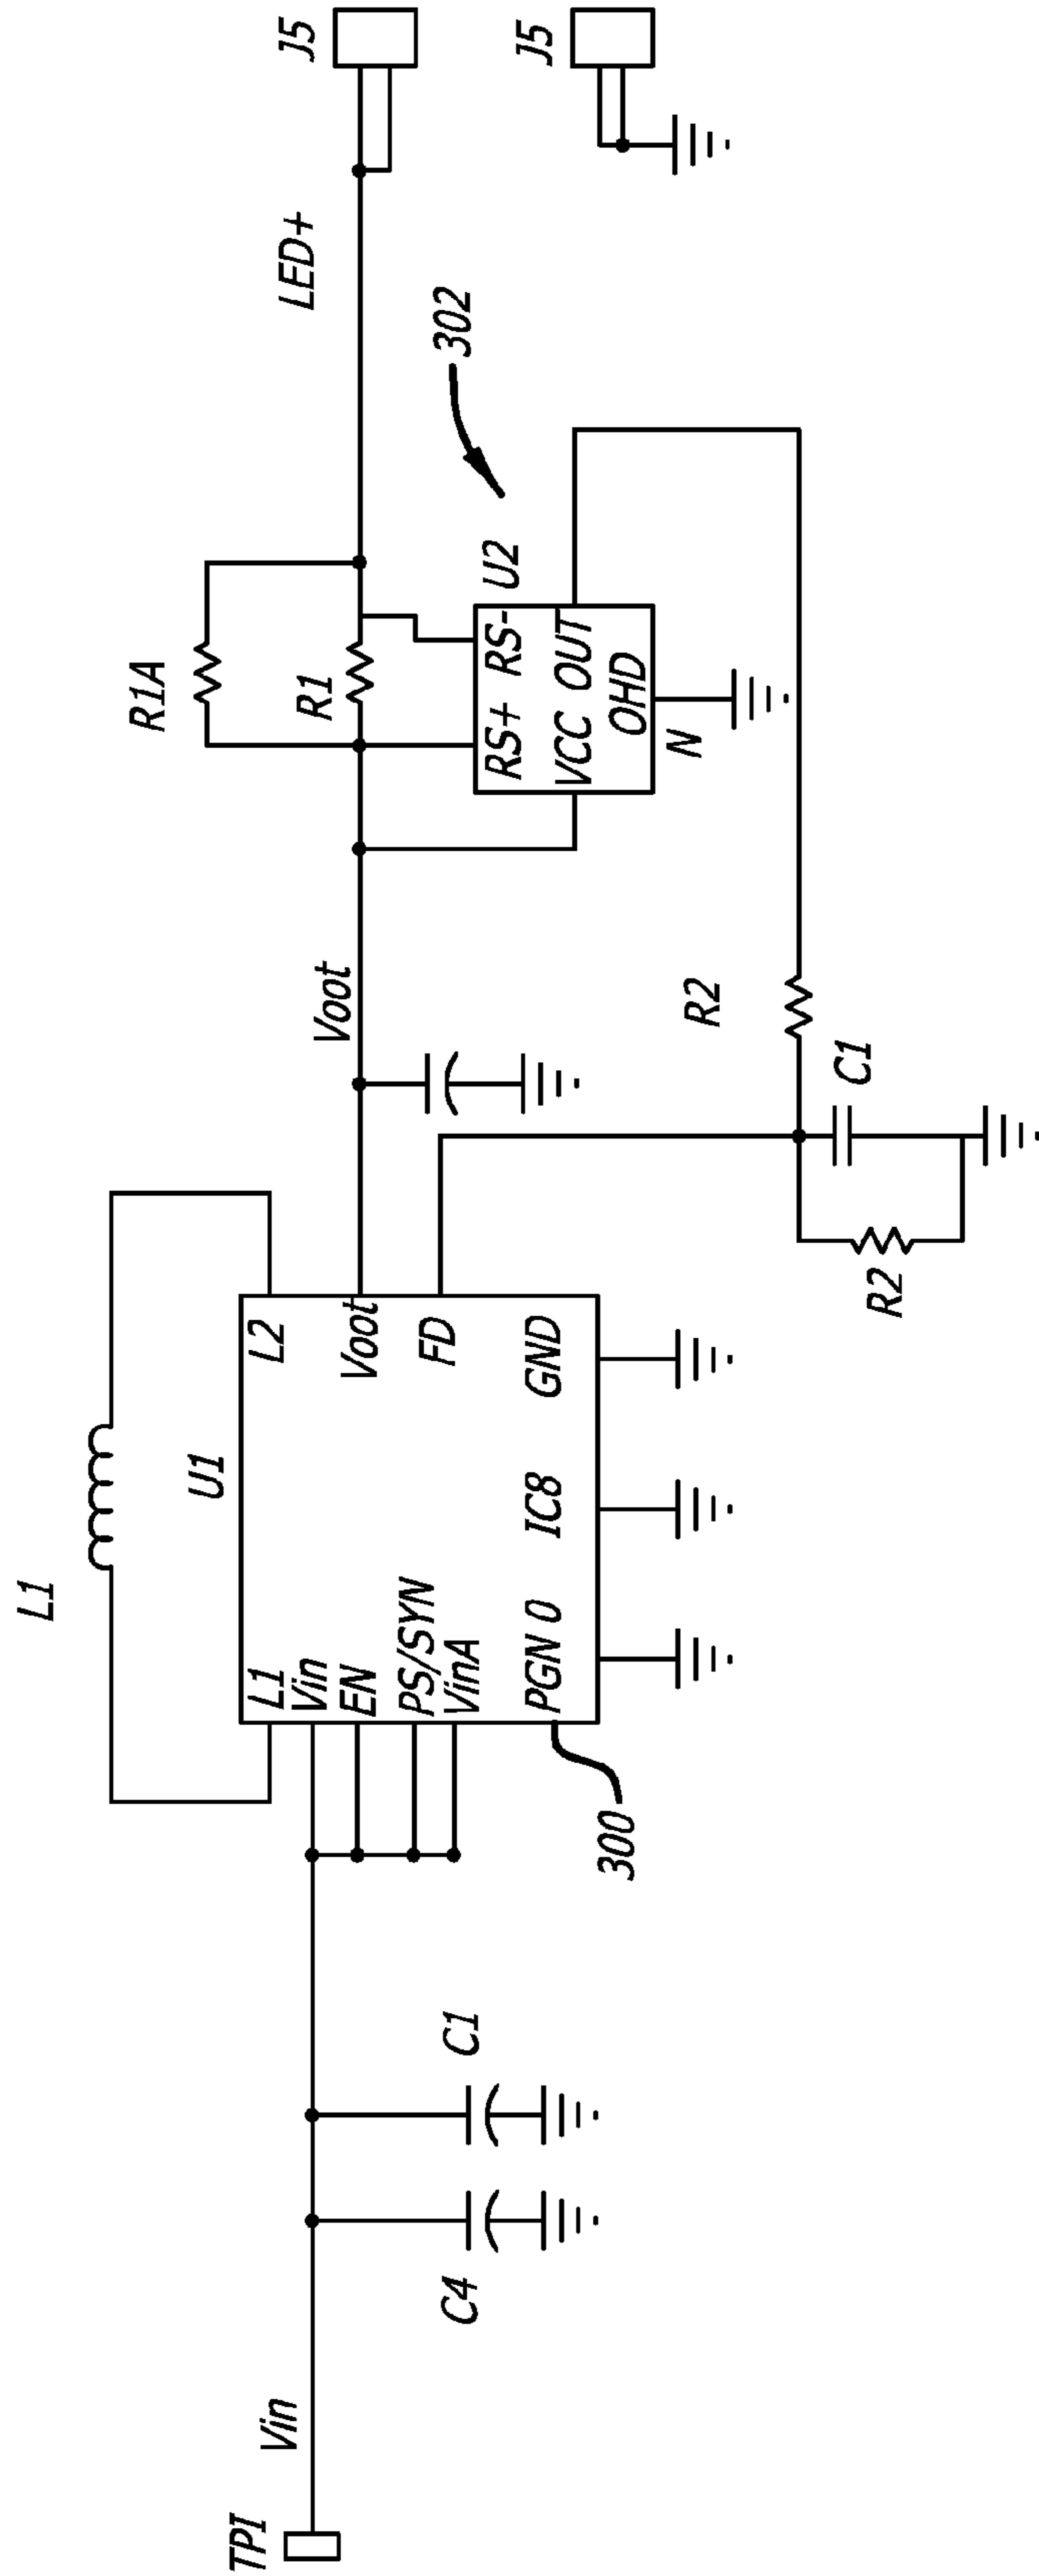 L1
U1
L1
L2
Vin
EN
PS/SYN
VinA
Voot
FD
PGN 0
IC8
GND
300
TPI
Vin
C4
C1
Voot
R1A
R1
LED+
J5
J5
302
U2
RS+ RS-
VCC OUT
OHD
N
R2
C1
R2